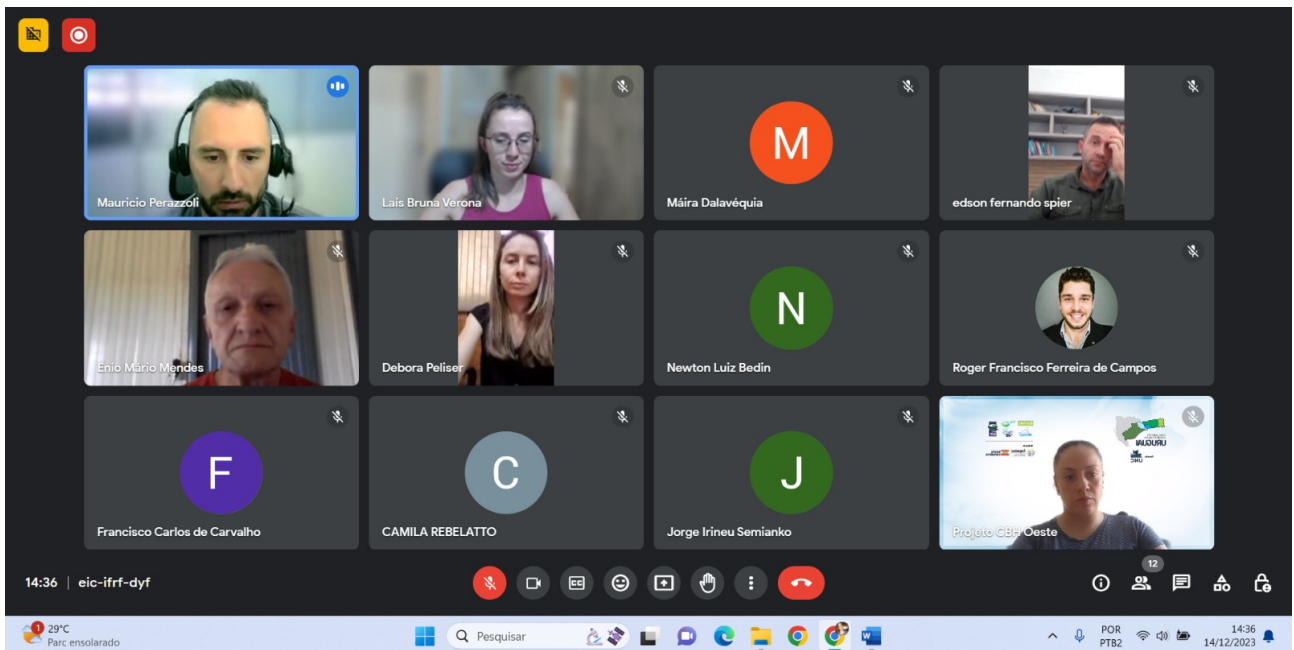 Mauricio Perazzoli
Lais Bruna Verona
M
Máira Dalavéquia
edson fernando spier
Enio Mário Mendes
Debora Peliser
N
Newton Luiz Bedin
Roger Francisco Ferreira de Campos
F
Francisco Carlos de Carvalho
C
CAMILA REBELATTO
J
Jorge Irineu Semianko
Projeto CBH Oeste
14:36 | eic-ifrf-dyf
CC
12
1
29°C
Parc ensolarado
Pesquisar
POR
PTB2
14:36
14/12/2023